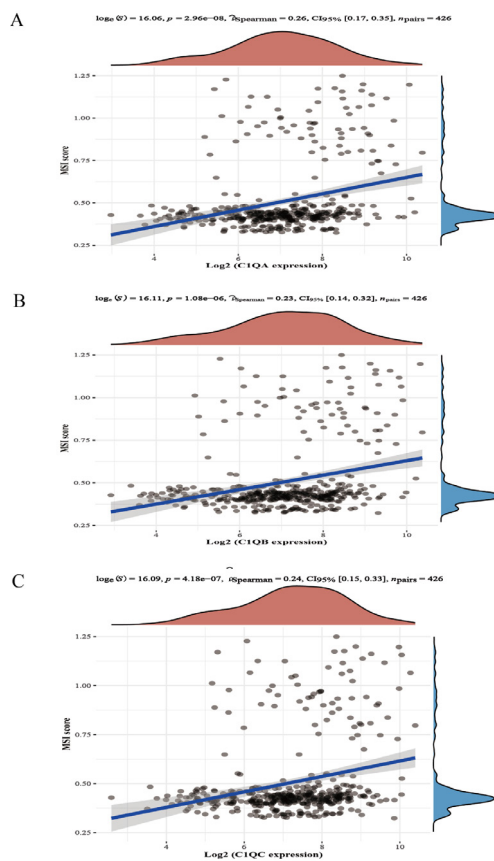 A
loge (S) = 16.06, p = 2.96e−08, ρ̂Spearman = 0.26, CI95% [0.17, 0.35], npairs = 426
MSI score
1.25
1.00
0.75
0.50
0.25
4 6 8 10
Log2 (C1QA expression)
B
loge (S) = 16.11, p = 1.08e−06, ρ̂Spearman = 0.23, CI95% [0.14, 0.32], npairs = 426
MSI score
1.25
1.00
0.75
0.50
0.25
4 6 8 10
Log2 (C1QB expression)
C
loge (S) = 16.09, p = 4.18e−07, ρ̂Spearman = 0.24, CI95% [0.15, 0.33], npairs = 426
MSI score
1.25
1.00
0.75
0.50
0.25
4 6 8 10
Log2 (C1QC expression)